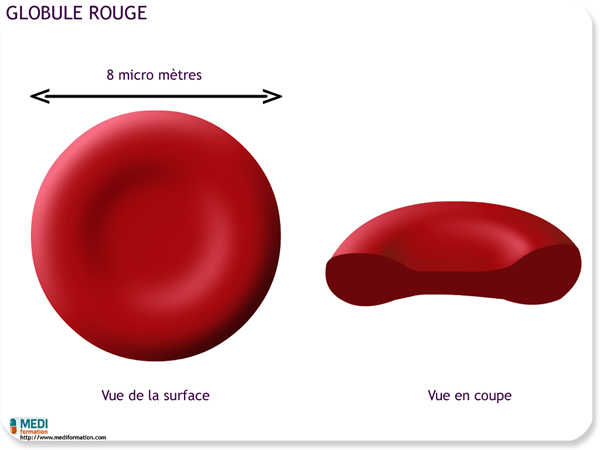 GLOBULE ROUGE
8 micro mètres
Vue de la surface
Vue en coupe
MEDI
formation
http://www.mediformation.com